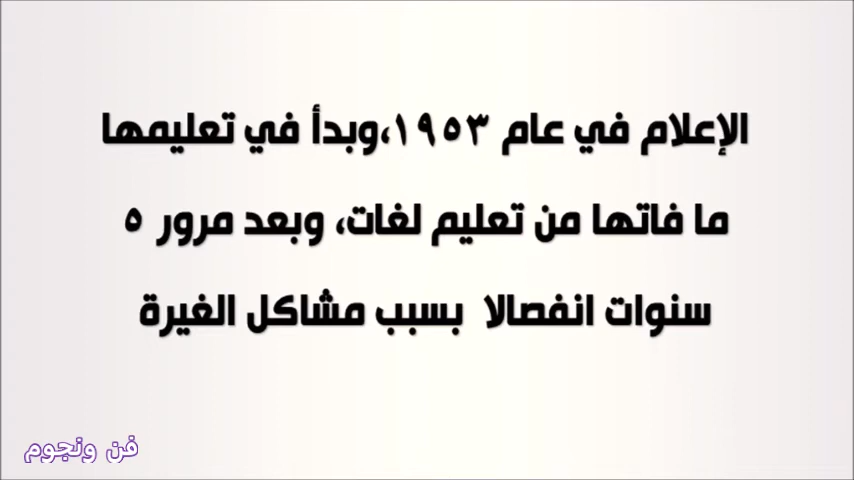 الإعلام في عام ١٩٥٣،وبدأ في تعليمها
ما فاتها من تعليم لغات، وبعد مرور ٥
سنوات انفصالا بسبب مشاكل الغيرة
فن ونجوم